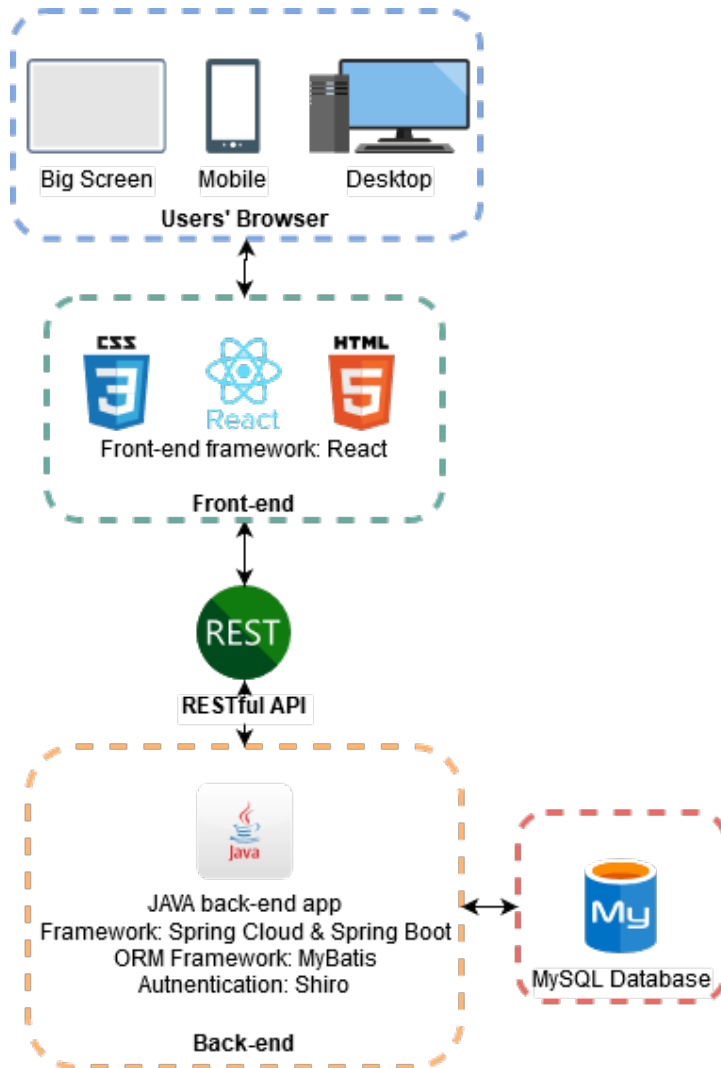 Big Screen
Mobile
Desktop
Users' Browser
CSS
3
React
HTML
5
Front-end framework: React
Front-end
REST
RESTful API
Java
JAVA back-end app
Framework: Spring Cloud & Spring Boot
ORM Framework: MyBatis
Autnentication: Shiro
Back-end
My
MySQL Database